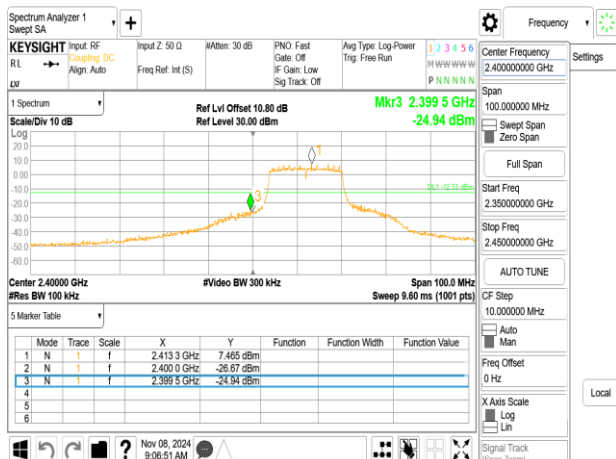 Spectrum Analyzer 1
Swept SA
Frequency
KEYSIGHT
RL
Input: RF
Coupling: DC
Align: Auto
Input Z: 50 Ω
Freq Ref: Int (S)
#Atten: 30 dB
PNO: Fast
Gate: Off
IF Gain: Low
Sig Track: Off
Avg Type: Log-Power
Trig: Free Run
1 2 3 4 5 6
M W W W W W
P N N N N N
Center Frequency
2.400000000 GHz
Settings
Span
100.000000 MHz
Swept Span
Zero Span
Full Span
Start Freq
2.350000000 GHz
Stop Freq
2.450000000 GHz
AUTO TUNE
CF Step
10.000000 MHz
Auto
Man
Freq Offset
0 Hz
X Axis Scale
Log
Lin
Signal Track
(Span Zoom)
Local
1 Spectrum
Scale/Div 10 dB
Ref Lvl Offset 10.80 dB
Ref Level 30.00 dBm
Mkr3 2.399 5 GHz
-24.94 dBm
Log
20.0
10.0
0.00
-10.0
-20.0
-30.0
-40.0
-50.0
-60.0
1
3
DL1 -12.53 dBm
Center 2.40000 GHz
#Res BW 100 kHz
#Video BW 300 kHz
Span 100.0 MHz
Sweep 9.60 ms (1001 pts)
5 Marker Table
Mode Trace Scale X Y Function Function Width Function Value
1 N 1 f 2.413 3 GHz 7.465 dBm
2 N 1 f 2.400 0 GHz -26.67 dBm
3 N 1 f 2.399 5 GHz -24.94 dBm
4
5
6
?
Nov 08, 2024
9:06:51 AM